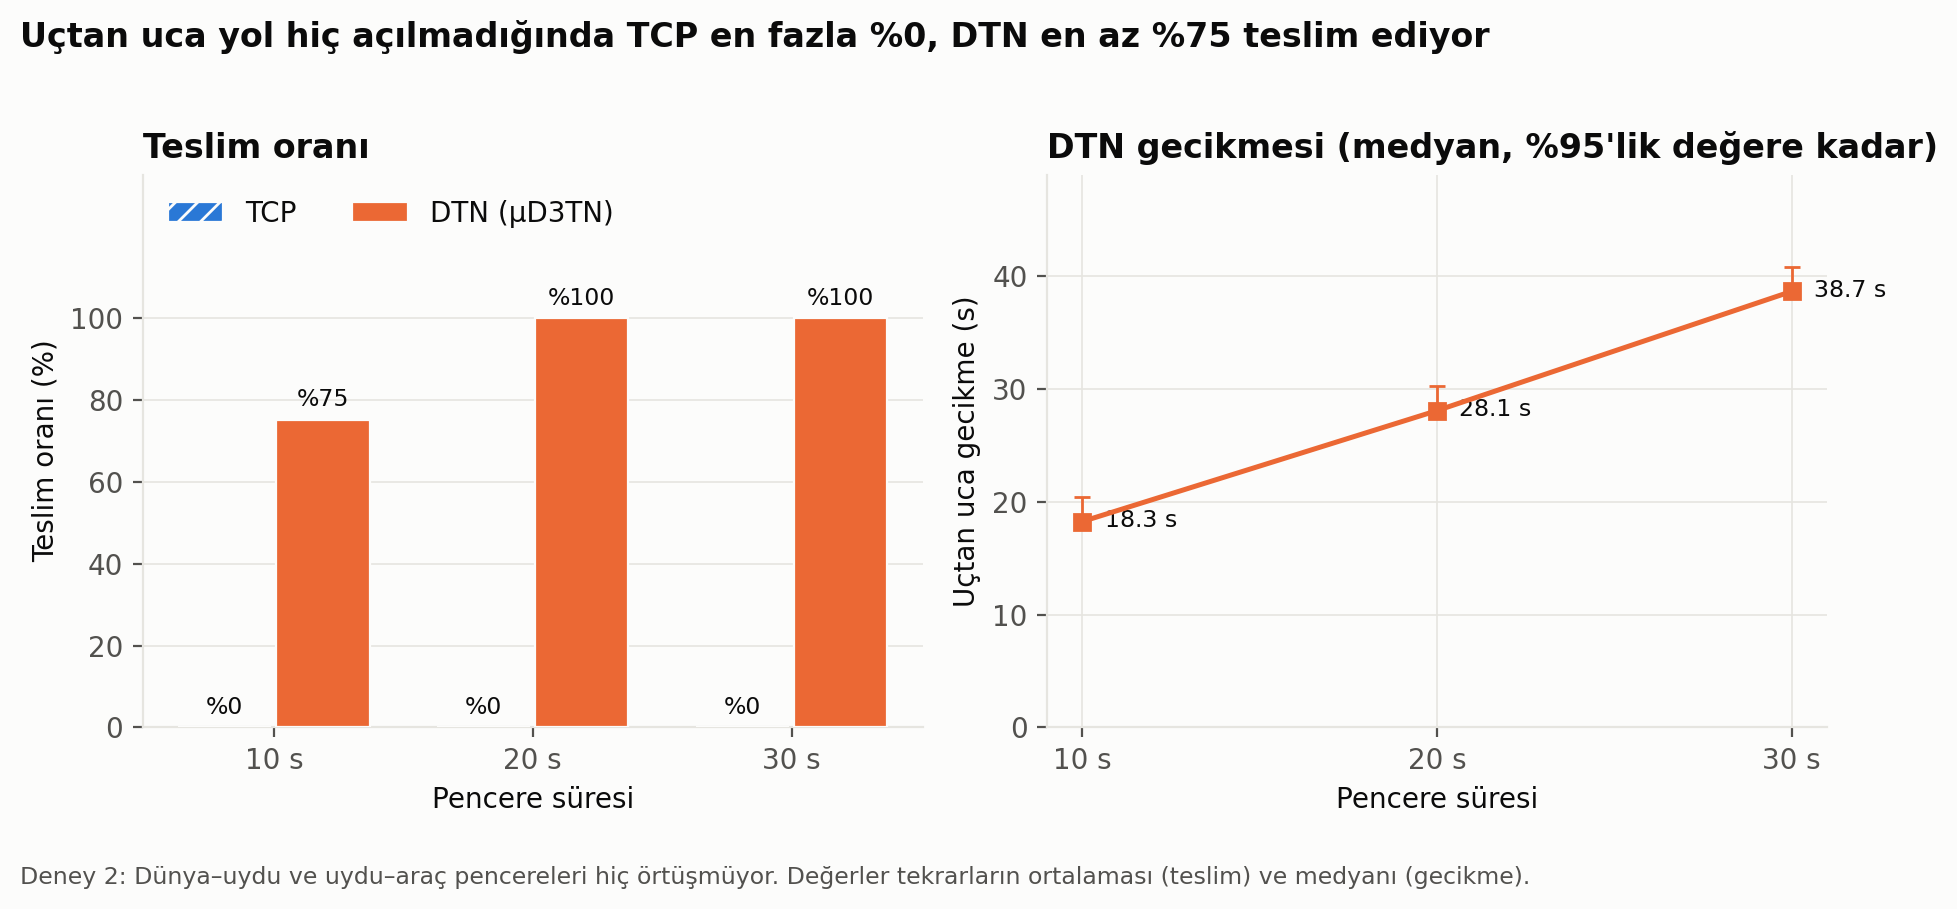 Uçtan uca yol hiç açılmadığında TCP en fazla %0, DTN en az %75 teslim ediyor
Teslim oranı
TCP
DTN (µD3TN)
Teslim oranı (%)
100
80
60
40
20
0
%0
%75
%0
%100
%0
%100
10 s
20 s
30 s
Pencere süresi
DTN gecikmesi (medyan, %95'lik değere kadar)
Uçtan uca gecikme (s)
40
30
20
10
0
18.3 s
28.1 s
38.7 s
10 s
20 s
30 s
Pencere süresi
Deney 2: Dünya–uydu ve uydu–araç pencereleri hiç örtüşmüyor. Değerler tekrarların ortalaması (teslim) ve medyanı (gecikme).